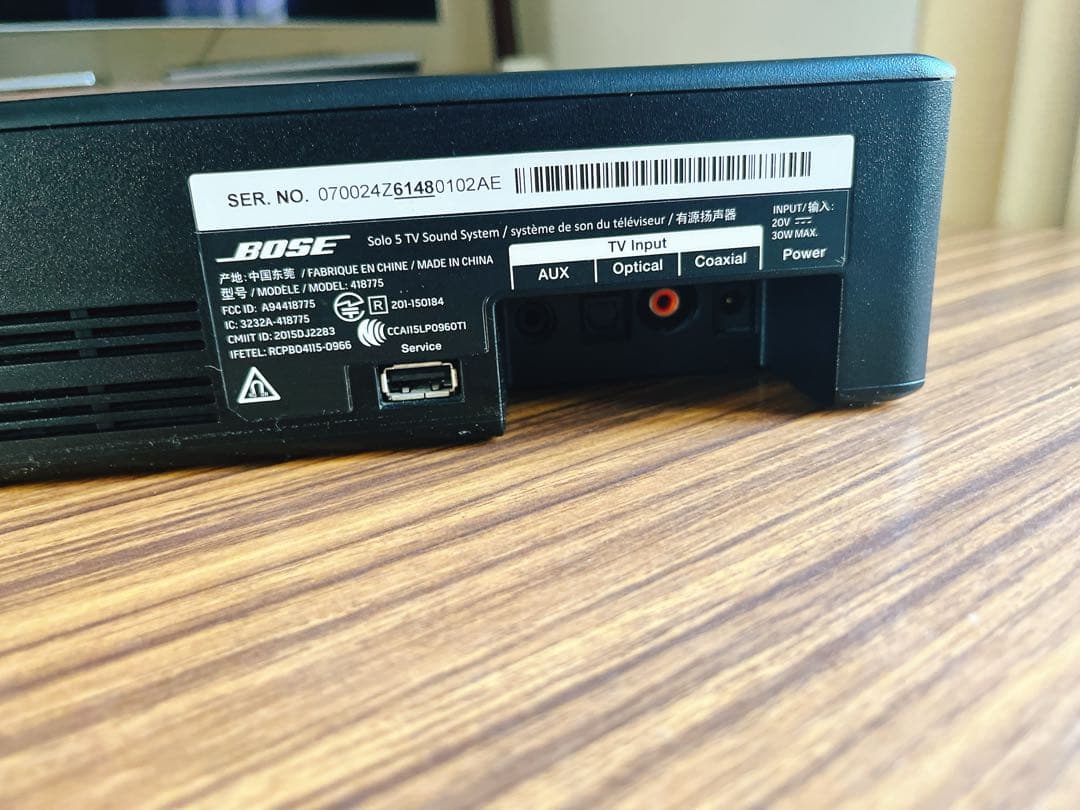 SER. NO. 070024Z61480102AE
BOSE Solo 5 TV Sound System / système de son du téléviseur / 有源扬声器
产地: 中国东莞 / FABRIQUE EN CHINE / MADE IN CHINA
型号 / MODÈLE / MODEL: 418775
FCC ID: A94418775
IC: 3232A-418775
CMIIT ID: 2015DJ2283
IFETEL: RCPBO4115-0966
R 201-150184
CCAI15LP0960T1
Service
TV Input
AUX Optical Coaxial
INPUT/输入:
20V
30W MAX.
Power